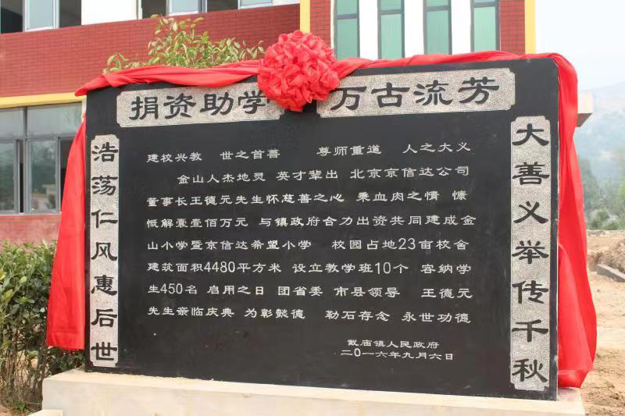 捐资助学 万古流芳
浩荡仁风惠后世
建校兴教 世之首善 尊师重道 人之大义
金山人杰地灵 英才辈出 北京京信达公司
董事长王德元先生怀慈善之心 秉血肉之情 慷
慨解囊壹佰万元 与镇政府合力出资共同建成金
山小学暨京信达希望小学 校园占地23亩校舍
建筑面积4480平方米 设立教学班10个 容纳学
生450名 启用之日 团省委 市县领导 王德元
先生亲临庆典 为彰懿德 勒石存念 永世功德
戴庙镇人民政府
二〇一六年九月六日
大善义举传千秋